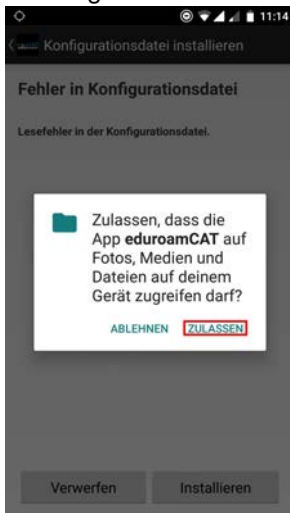 11:14
Konfigurationsdatei installieren
Fehler in Konfigurationsdatei
Lesefehler in der Konfigurationsdatei.
Zulassen, dass die
App eduroamCAT auf
Fotos, Medien und
Dateien auf deinem
Gerät zugreifen darf?
ABLEHNEN ZULASSEN
Verwerfen Installieren